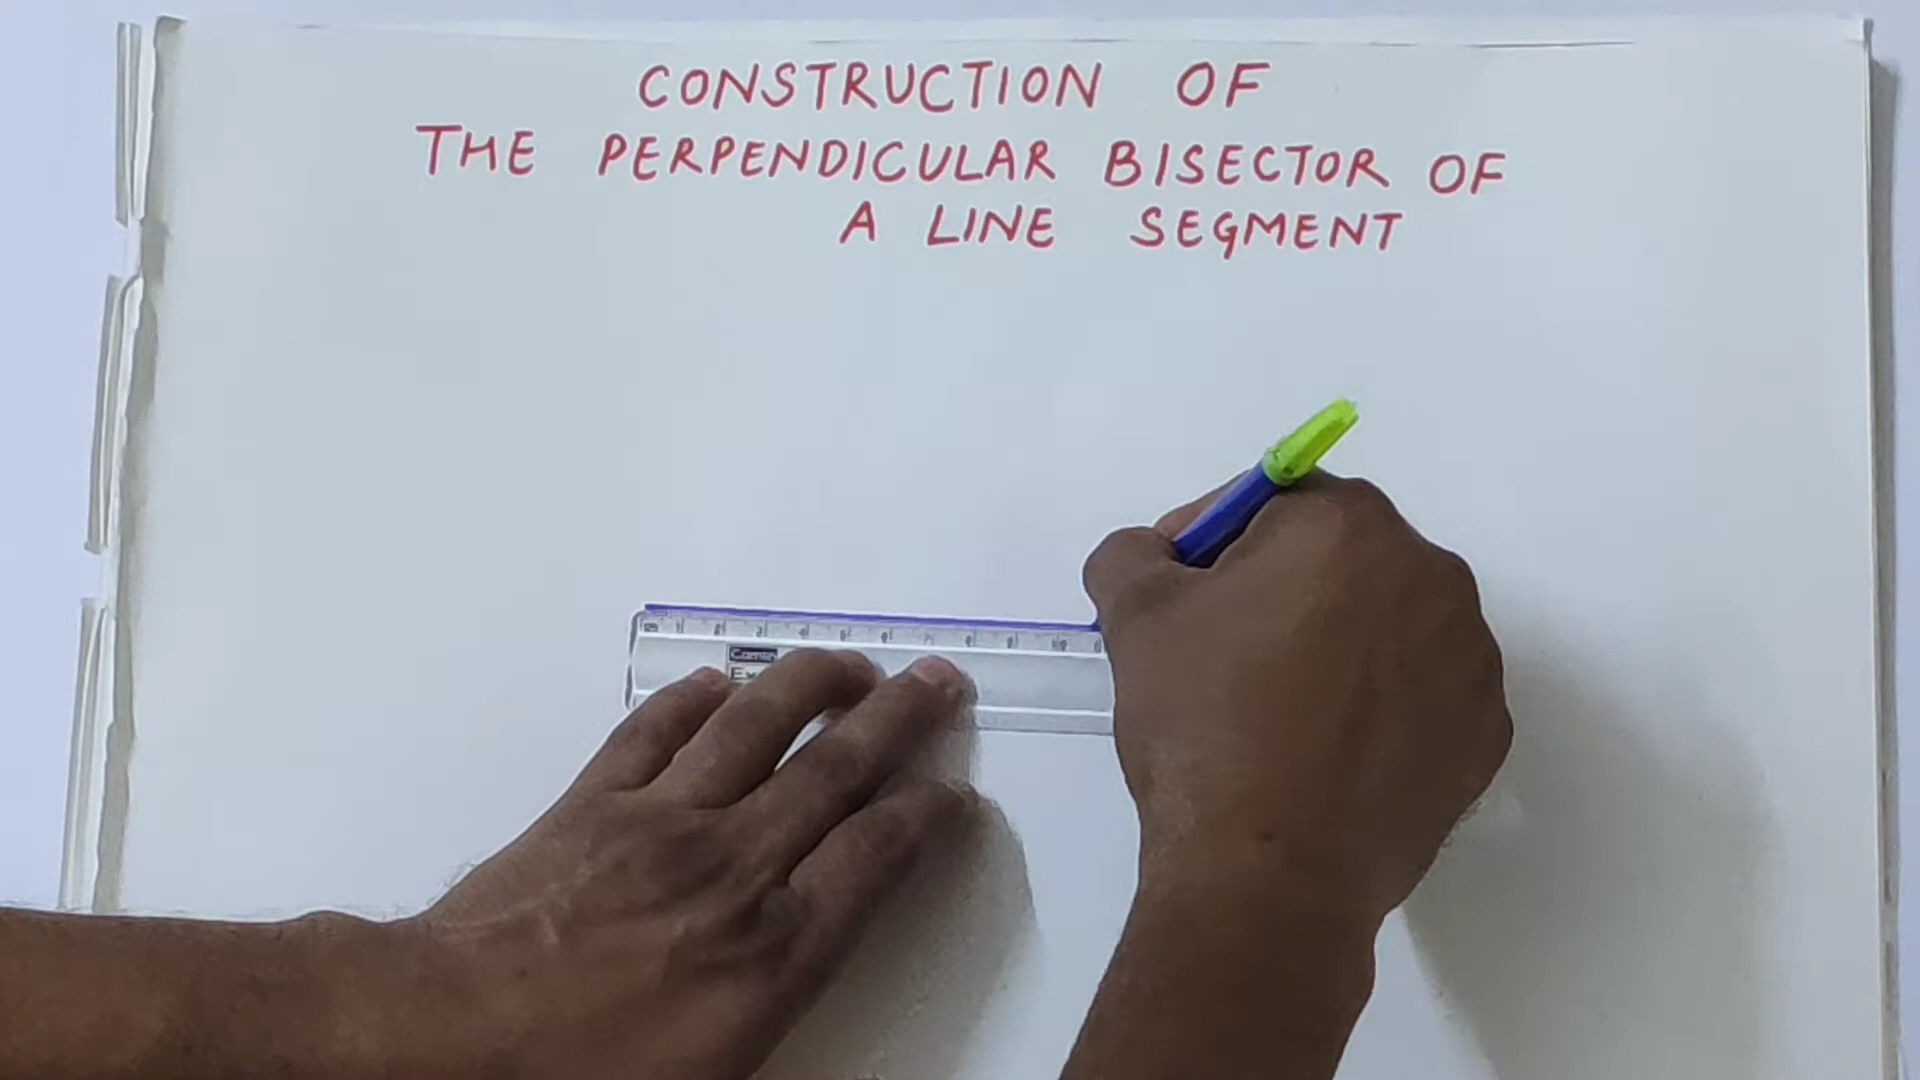 CONSTRUCTION OF
THE PERPENDICULAR BISECTOR OF
A LINE SEGMENT